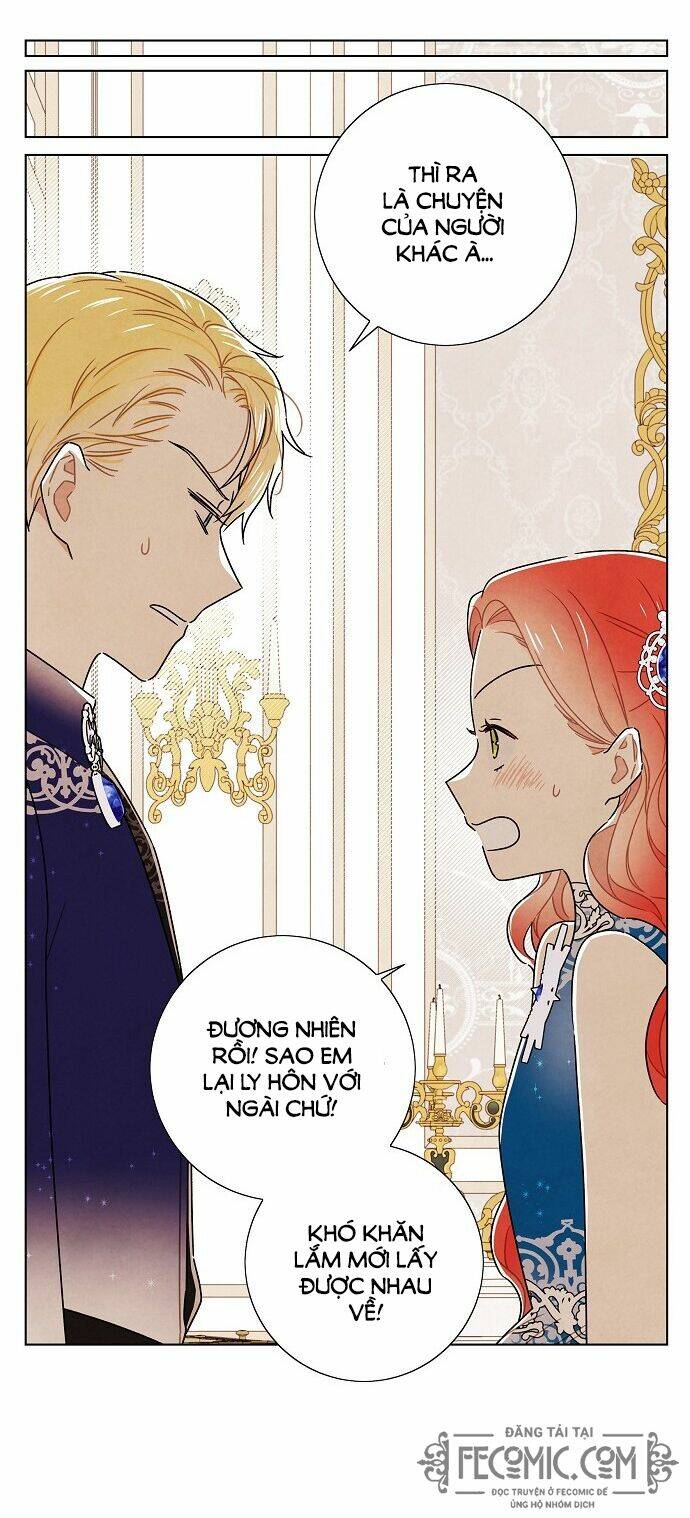 THÌ RA
LÀ CHUYỆN
CỦA NGƯỜI
KHÁC À...
ĐƯƠNG NHIÊN
RỒI! SAO EM
LẠI LY HÔN VỚI
NGÀI CHỨ!
KHÓ KHĂN
LẮM MỚI LẤY
ĐƯỢC NHAU
VỀ!
ĐĂNG TẢI TẠI
FECOMIC.COM
ĐỌC TRUYỆN Ở FECOMIC ĐỂ
ỦNG HỘ NHÓM DỊCH